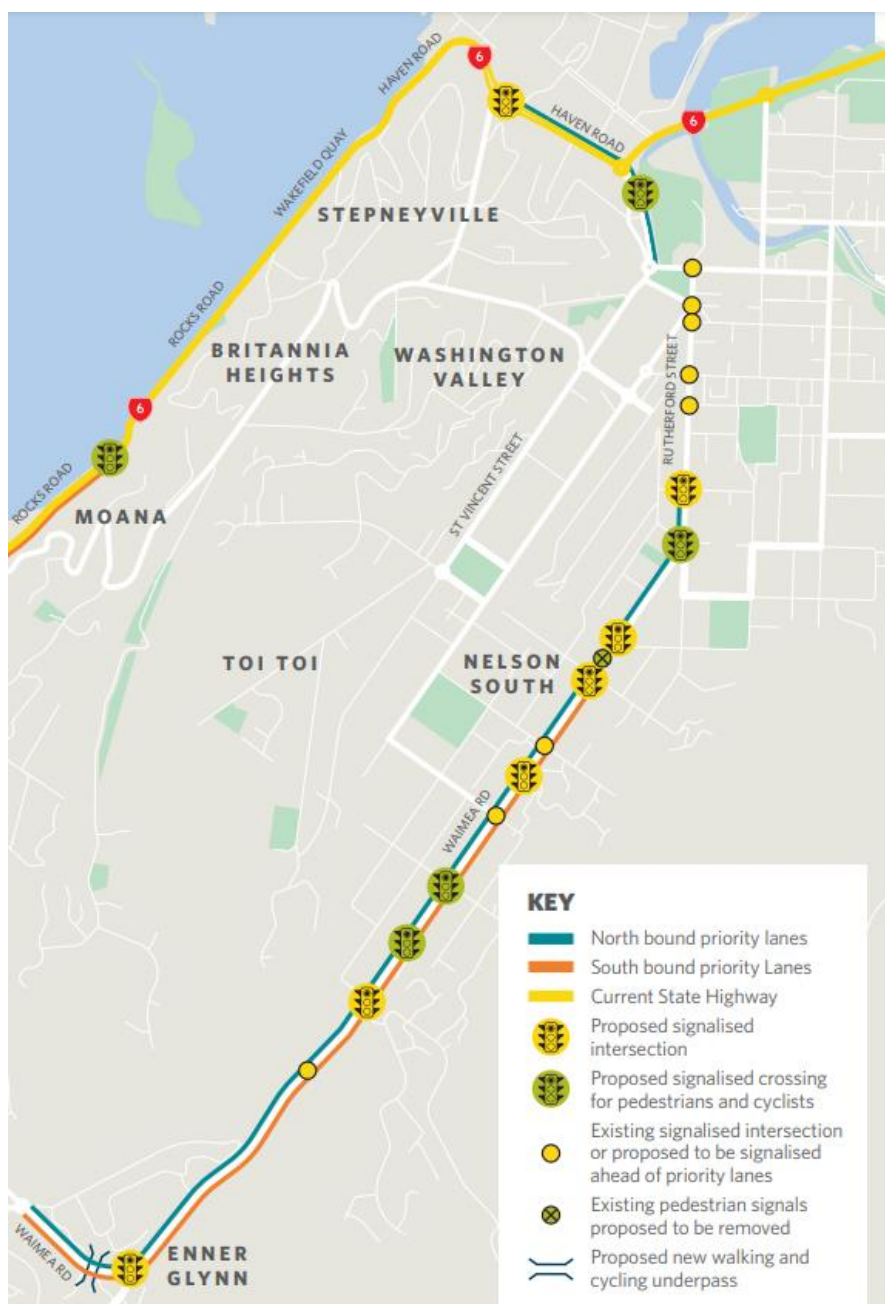 HAVEN ROAD
6
HAVEN ROAD
6
WAKEFIELD QUAY
STEPNEYVILLE
ROCKS ROAD
BRITANNIA
HEIGHTS
WASHINGTON
VALLEY
RUTHERFORD STREET
6
ST VINCENT STREET
ROCKS ROAD
MOANA
TOI TOI
NELSON
SOUTH
WAIMEA RD
KEY
North bound priority lanes
South bound priority Lanes
Current State Highway
Proposed signalised
intersection
Proposed signalised crossing
for pedestrians and cyclists
Existing signalised intersection
or proposed to be signalised
ahead of priority lanes
Existing pedestrian signals
proposed to be removed
Proposed new walking and
cycling underpass
WAIMEA RD
ENNER
GLYNN